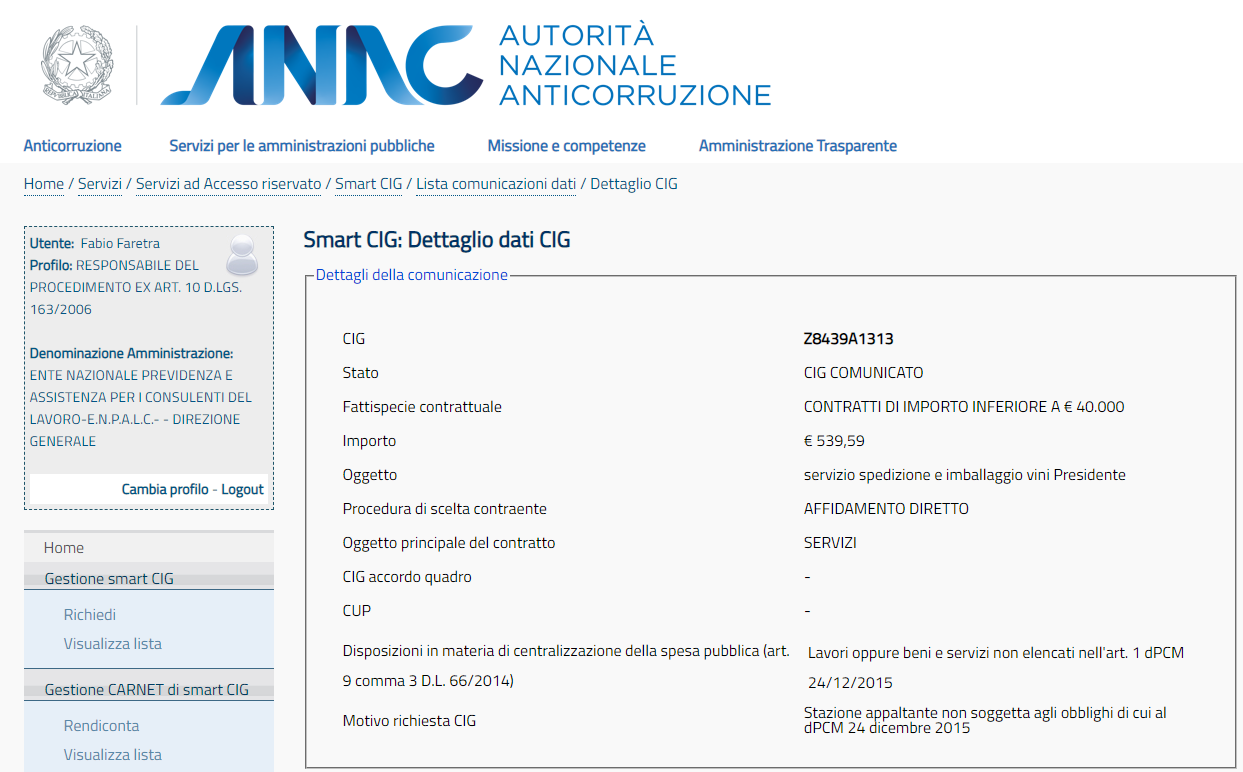 REPVBBLICA ITALIANA
ANAC
AUTORITÀ
NAZIONALE
ANTICORRUZIONE
Anticorruzione
Servizi per le amministrazioni pubbliche
Missione e competenze
Amministrazione Trasparente
Home / Servizi / Servizi ad Accesso riservato / Smart CIG / Lista comunicazioni dati / Dettaglio CIG
Utente: Fabio Faretra
Profilo: RESPONSABILE DEL
PROCEDIMENTO EX ART. 10 D.LGS.
163/2006
Denominazione Amministrazione:
ENTE NAZIONALE PREVIDENZA E
ASSISTENZA PER I CONSULENTI DEL
LAVORO-E.N.P.A.L.C.- - DIREZIONE
GENERALE
Cambia profilo - Logout
Home
Gestione smart CIG
Richiedi
Visualizza lista
Gestione CARNET di smart CIG
Rendiconta
Visualizza lista
Smart CIG: Dettaglio dati CIG
Dettagli della comunicazione
CIG Z8439A1313
Stato CIG COMUNICATO
Fattispecie contrattuale CONTRATTI DI IMPORTO INFERIORE A € 40.000
Importo € 539,59
Oggetto servizio spedizione e imballaggio vini Presidente
Procedura di scelta contraente AFFIDAMENTO DIRETTO
Oggetto principale del contratto SERVIZI
CIG accordo quadro -
CUP -
Disposizioni in materia di centralizzazione della spesa pubblica (art.
9 comma 3 D.L. 66/2014)
Lavori oppure beni e servizi non elencati nell'art. 1 dPCM
24/12/2015
Motivo richiesta CIG
Stazione appaltante non soggetta agli obblighi di cui al
dPCM 24 dicembre 2015